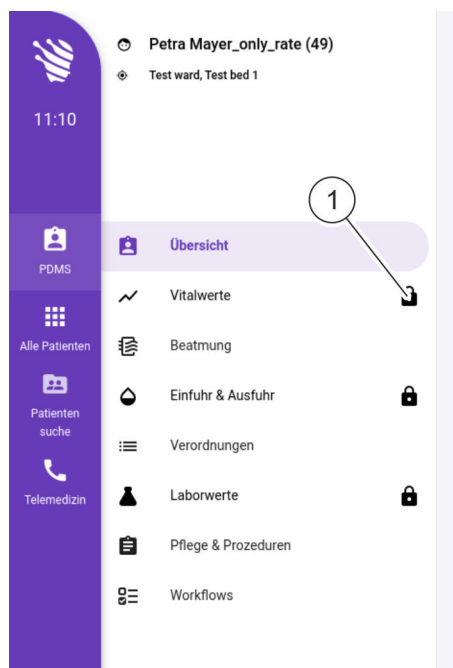 Petra Mayer_only_rate (49)
Test ward, Test bed 1
11:10
1
PDMS
Alle Patienten
Patienten
suche
Telemedizin
Übersicht
Vitalwerte
Beatmung
Einfuhr & Ausfuhr
Verordnungen
Laborwerte
Pflege & Prozeduren
Workflows